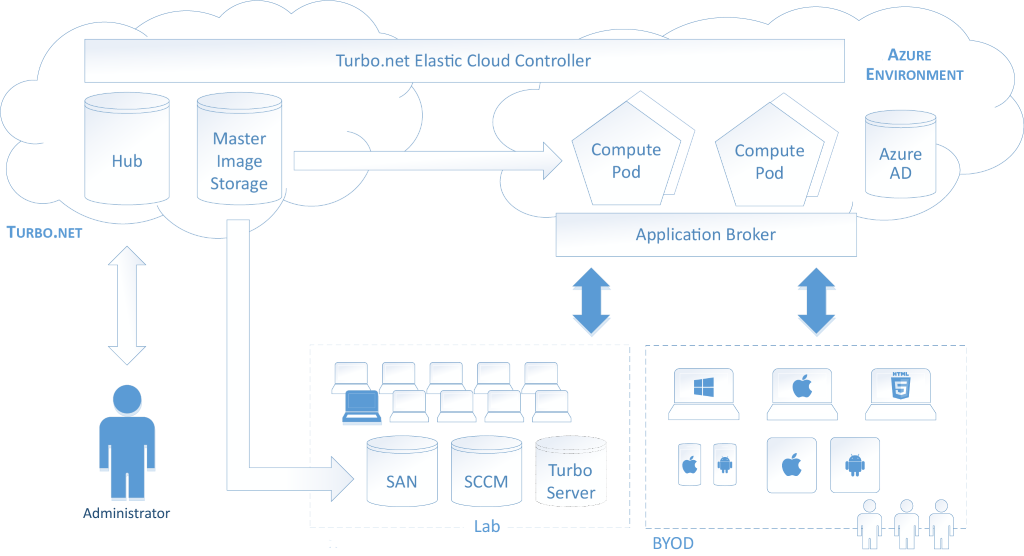 Turbo.net Elastic Cloud Controller
AZURE
ENVIRONMENT
Hub
Master
Image
Storage
Compute
Pod
Compute
Pod
Azure
AD
TURBO.NET
Application Broker
HTML
5
SAN
SCCM
Turbo
Server
Administrator
Lab
BYOD